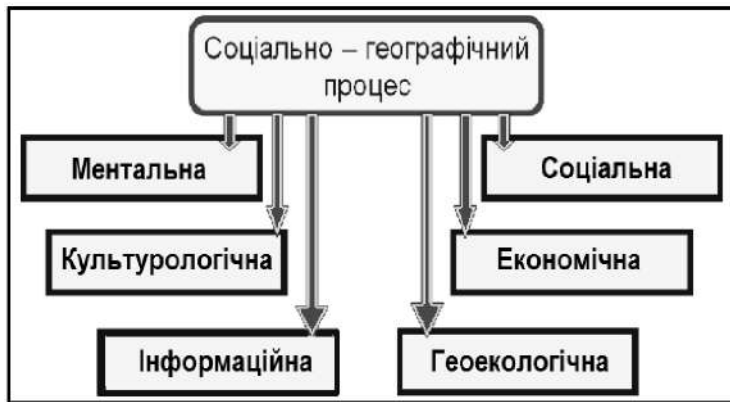 Соціально – географічний
процес
Ментальна
Соціальна
Культурологічна
Економічна
Інформаційна
Геоекологічна